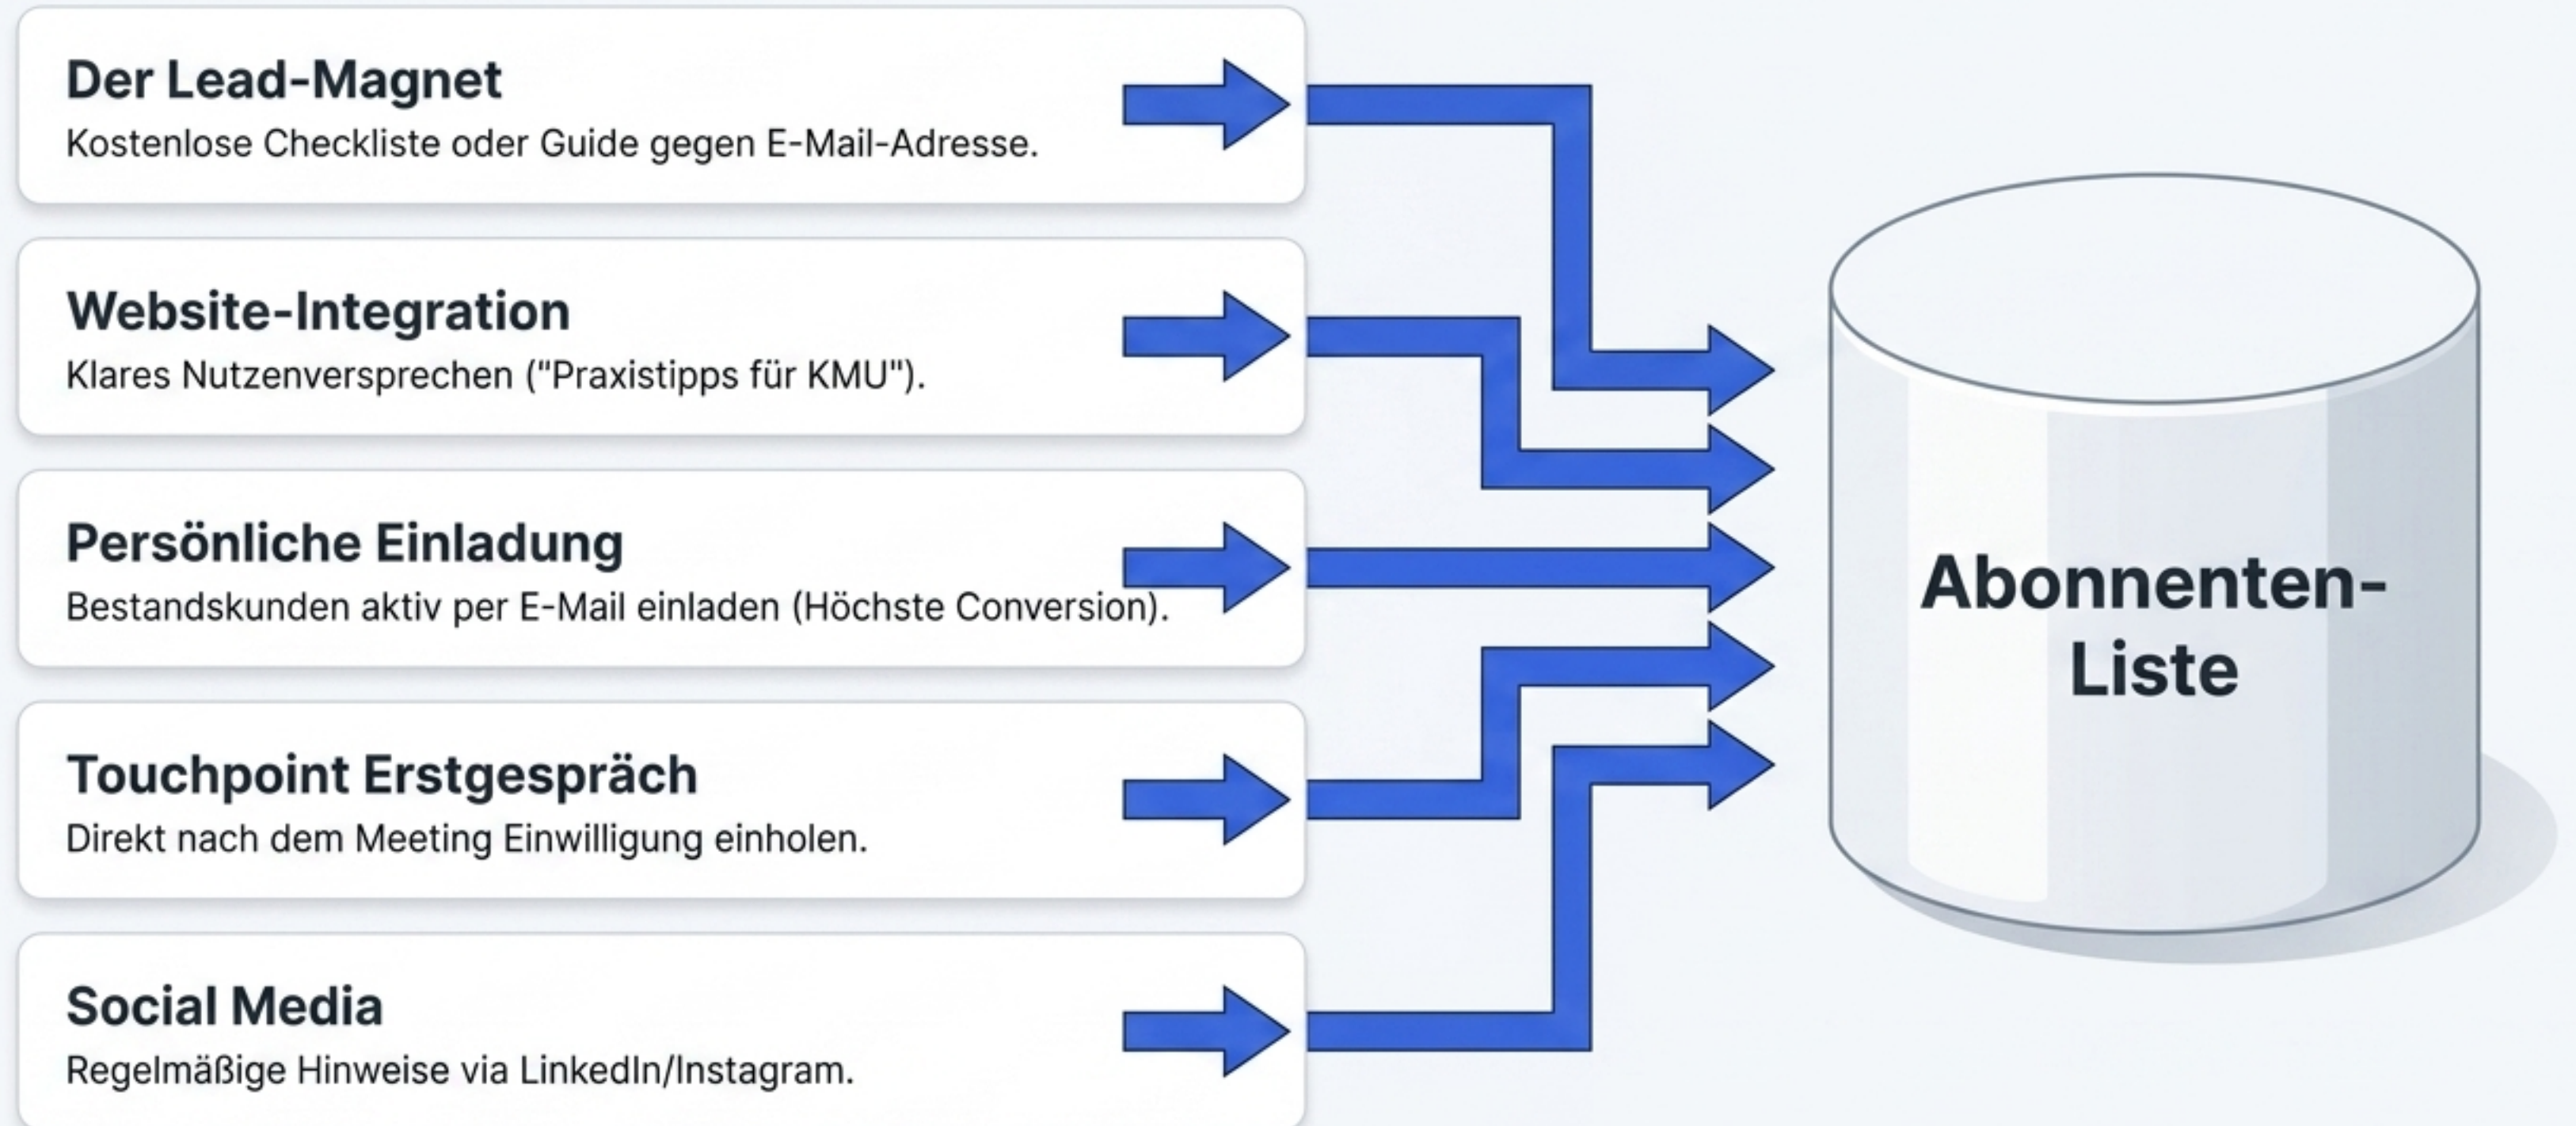 Der Lead-Magnet
Kostenlose Checkliste oder Guide gegen E-Mail-Adresse.
Website-Integration
Klares Nutzenversprechen ("Praxistipps für KMU").
Persönliche Einladung
Bestandskunden aktiv per E-Mail einladen (Höchste Conversion).
Touchpoint Erstgespräch
Direkt nach dem Meeting Einwilligung einholen.
Social Media
Regelmäßige Hinweise via LinkedIn/Instagram.
Abonnenten-
Liste